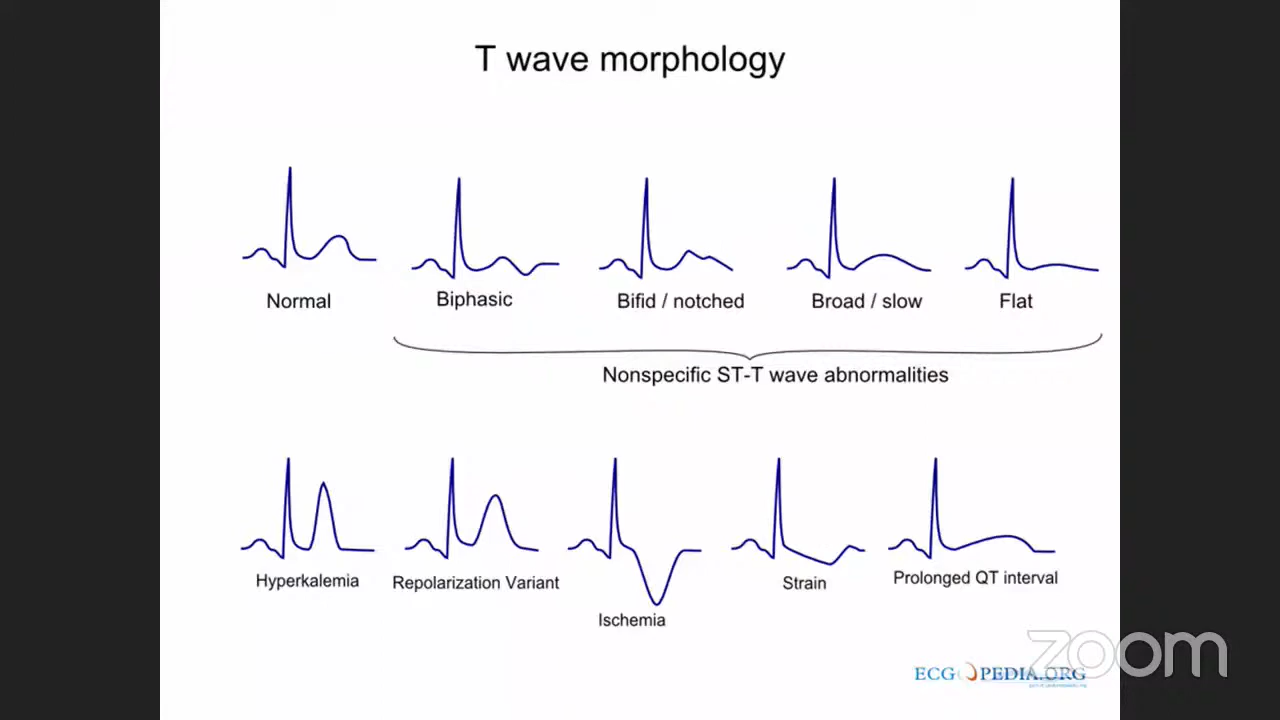 T wave morphology
Normal
Biphasic
Bifid / notched
Broad / slow
Flat
Nonspecific ST-T wave abnormalities
Hyperkalemia
Repolarization Variant
Ischemia
Strain
Prolonged QT interval
ECGPEDIA.ORG
zoom